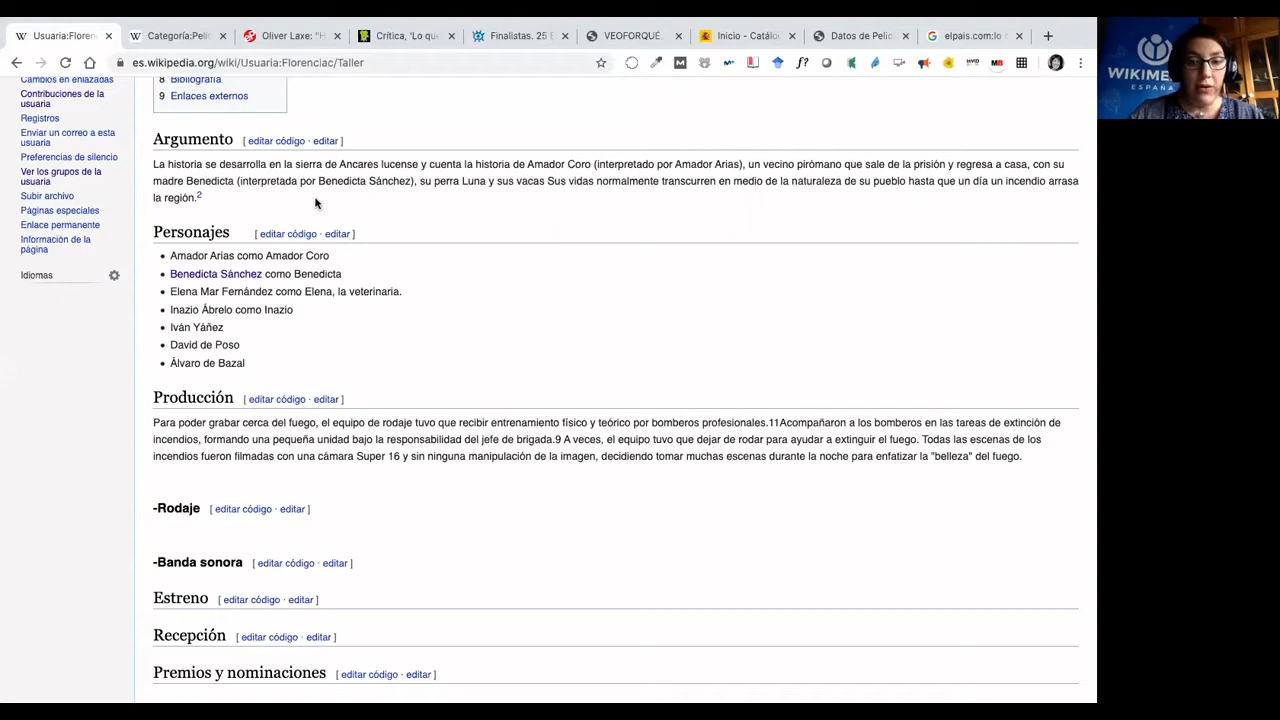 Usuaria:Floren
Categoría:Peli
Oliver Laxe: "H
Crítica, 'Lo que
Finalistas. 25 E
VEOFORQUÉ.
Inicio - Catálo
Datos de Pelic
elpais.com:lo
es.wikipedia.org/wiki/Usuaria:Florenciac/Taller
WIKIME
ESPAÑA
Cambios en enlazadas
Contribuciones de la
usuaria
Registros
Enviar un correo a esta
usuaria
Preferencias de silencio
Ver los grupos de la
usuaria
Subir archivo
Páginas especiales
Enlace permanente
Información de la
página
Idiomas
8 Bibliografía
9 Enlaces externos
Argumento [ editar código · editar ]
La historia se desarrolla en la sierra de Ancares lucense y cuenta la historia de Amador Coro (interpretado por Amador Arias), un vecino pirómano que sale de la prisión y regresa a casa, con su
madre Benedicta (interpretada por Benedicta Sánchez), su perra Luna y sus vacas Sus vidas normalmente transcurren en medio de la naturaleza de su pueblo hasta que un día un incendio arrasa
la región.2
Personajes [ editar código · editar ]
• Amador Arias como Amador Coro
• Benedicta Sánchez como Benedicta
• Elena Mar Fernández como Elena, la veterinaria.
• Inazio Ábrelo como Inazio
• Iván Yáñez
• David de Poso
• Álvaro de Bazal
Producción [ editar código · editar ]
Para poder grabar cerca del fuego, el equipo de rodaje tuvo que recibir entrenamiento físico y teórico por bomberos profesionales.11Acompañaron a los bomberos en las tareas de extinción de
incendios, formando una pequeña unidad bajo la responsabilidad del jefe de brigada.9 A veces, el equipo tuvo que dejar de rodar para ayudar a extinguir el fuego. Todas las escenas de los
incendios fueron filmadas con una cámara Super 16 y sin ninguna manipulación de la imagen, decidiendo tomar muchas escenas durante la noche para enfatizar la "belleza" del fuego.
-Rodaje [ editar código · editar ]
-Banda sonora [ editar código · editar ]
Estreno [ editar código · editar ]
Recepción [ editar código · editar ]
Premios y nominaciones [ editar código · editar ]